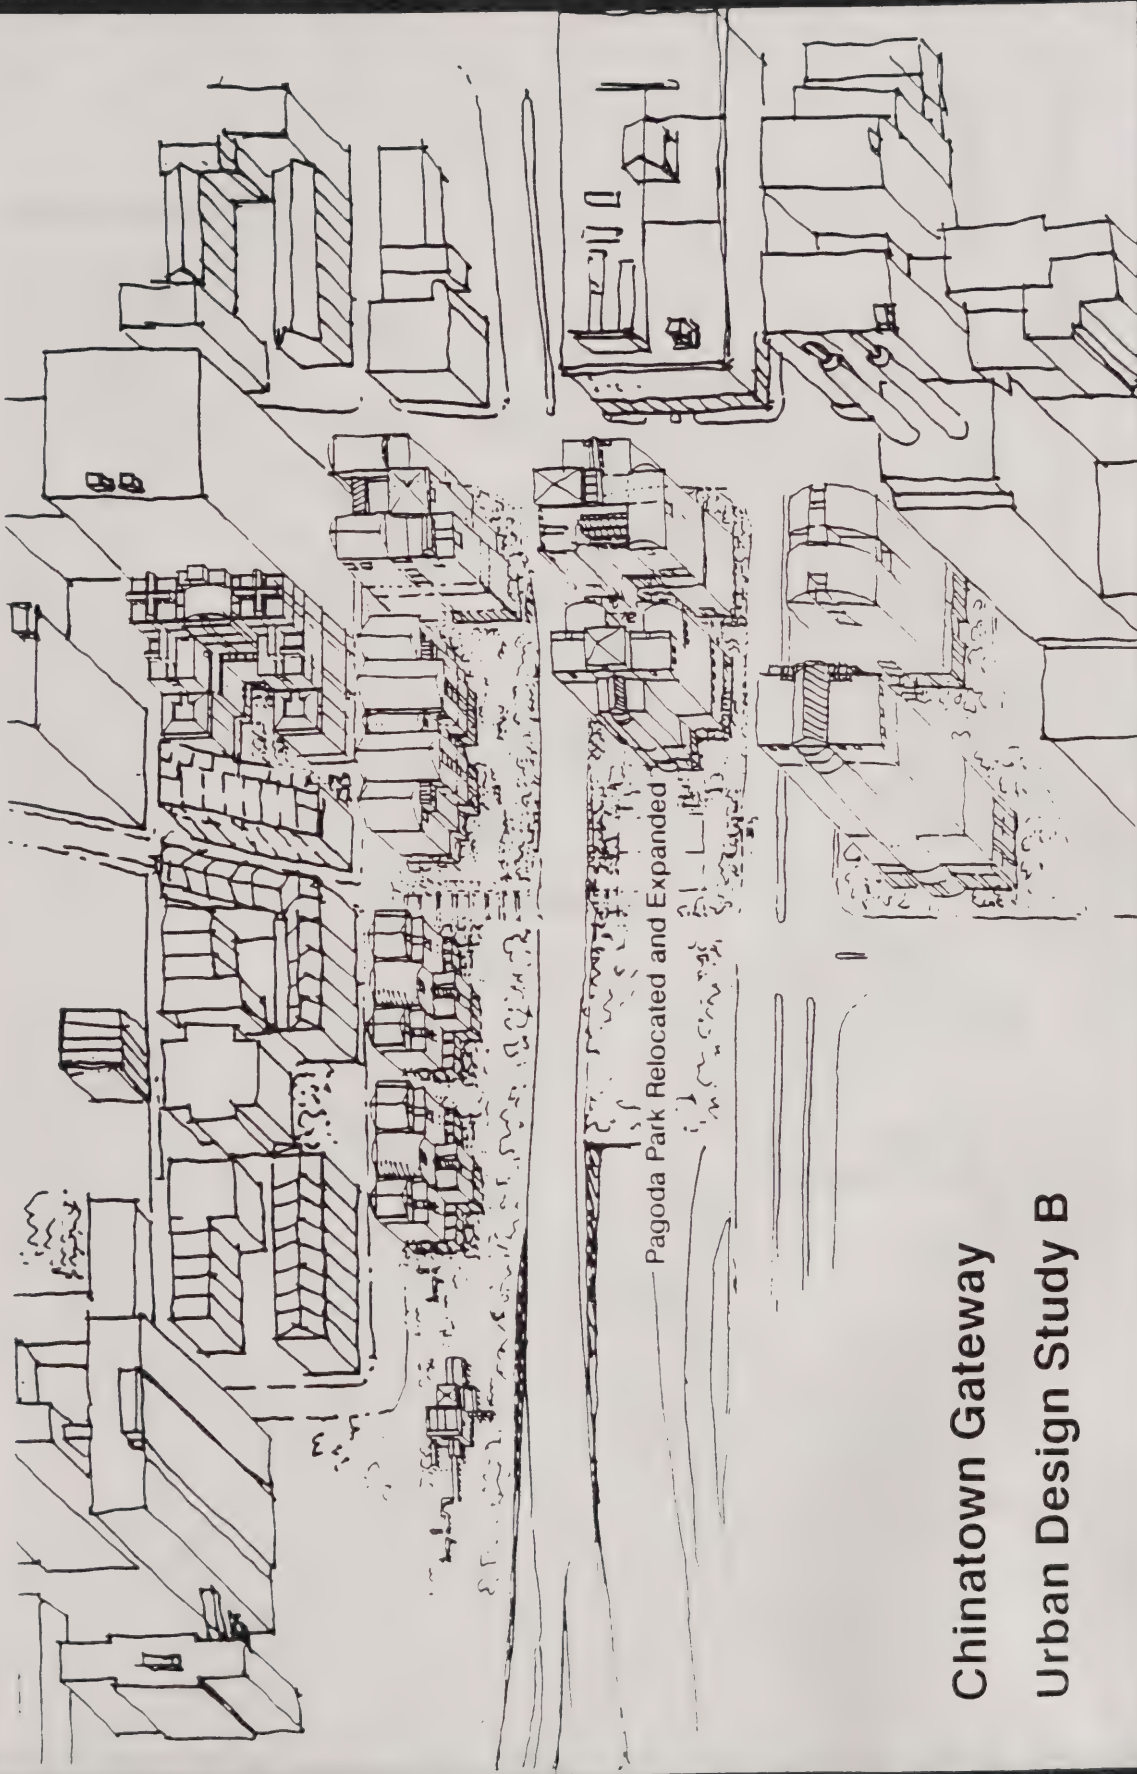 Pagoda Park Relocated and Expanded
Chinatown Gateway
Urban Design Study B